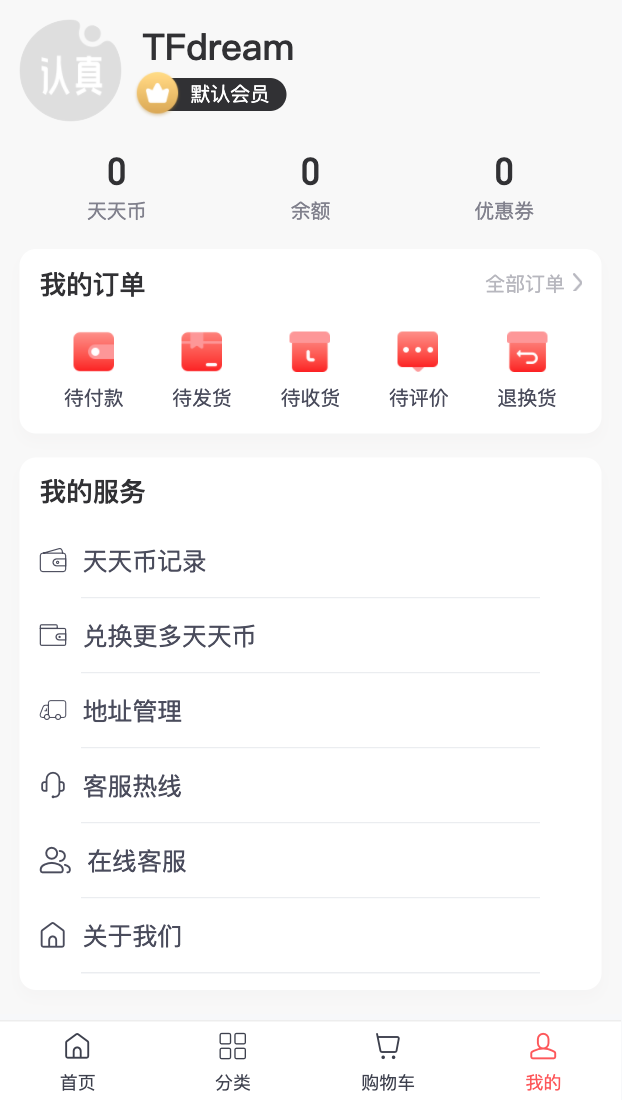 认真
TFdream
默认会员
0 0 0
天天币 余额 优惠券
我的订单 全部订单
待付款 待发货 待收货 待评价 退换货
我的服务
天天币记录
兑换更多天天币
地址管理
客服热线
在线客服
关于我们
首页 分类 购物车 我的